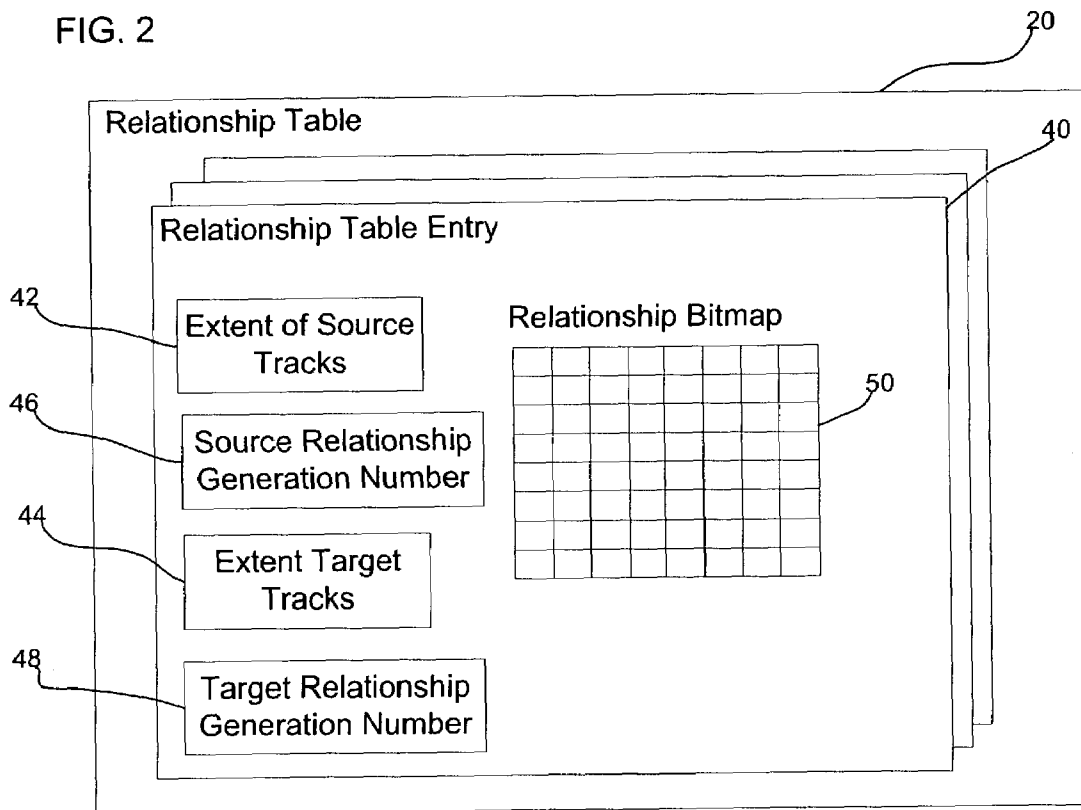 FIG. 2
20
Relationship Table
40
Relationship Table Entry
42
Extent of Source
Tracks
Relationship Bitmap
50
46
Source Relationship
Generation Number
44
Extent Target
Tracks
48
Target Relationship
Generation Number